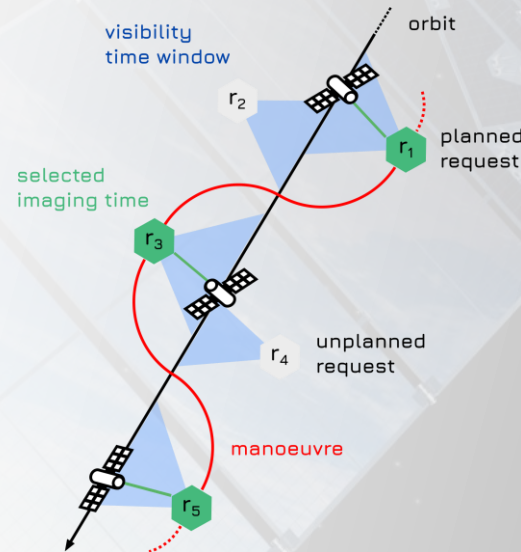 visibility
time window
orbit
r2
r1
planned
request
selected
imaging time
r3
r4
unplanned
request
manoeuvre
r5